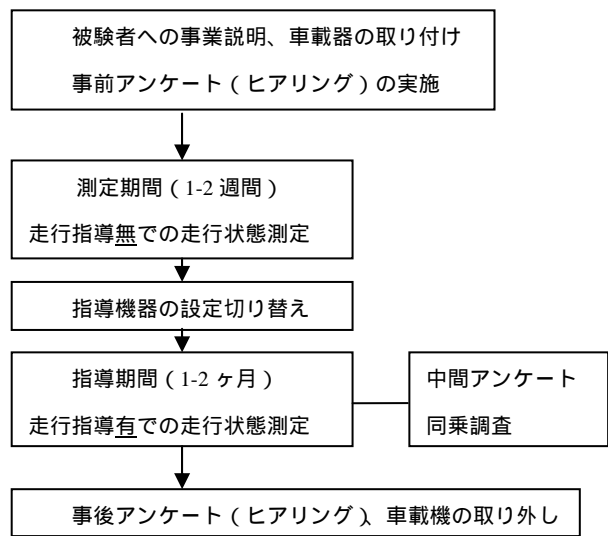 被験者への事業説明、車載器の取り付け
事前アンケート（ヒアリング）の実施
測定期間（1-2 週間）
走行指導無での走行状態測定
指導機器の設定切り替え
指導期間（1-2 ヶ月）
走行指導有での走行状態測定
中間アンケート
同乗調査
事後アンケート（ヒアリング）、車載機の取り外し